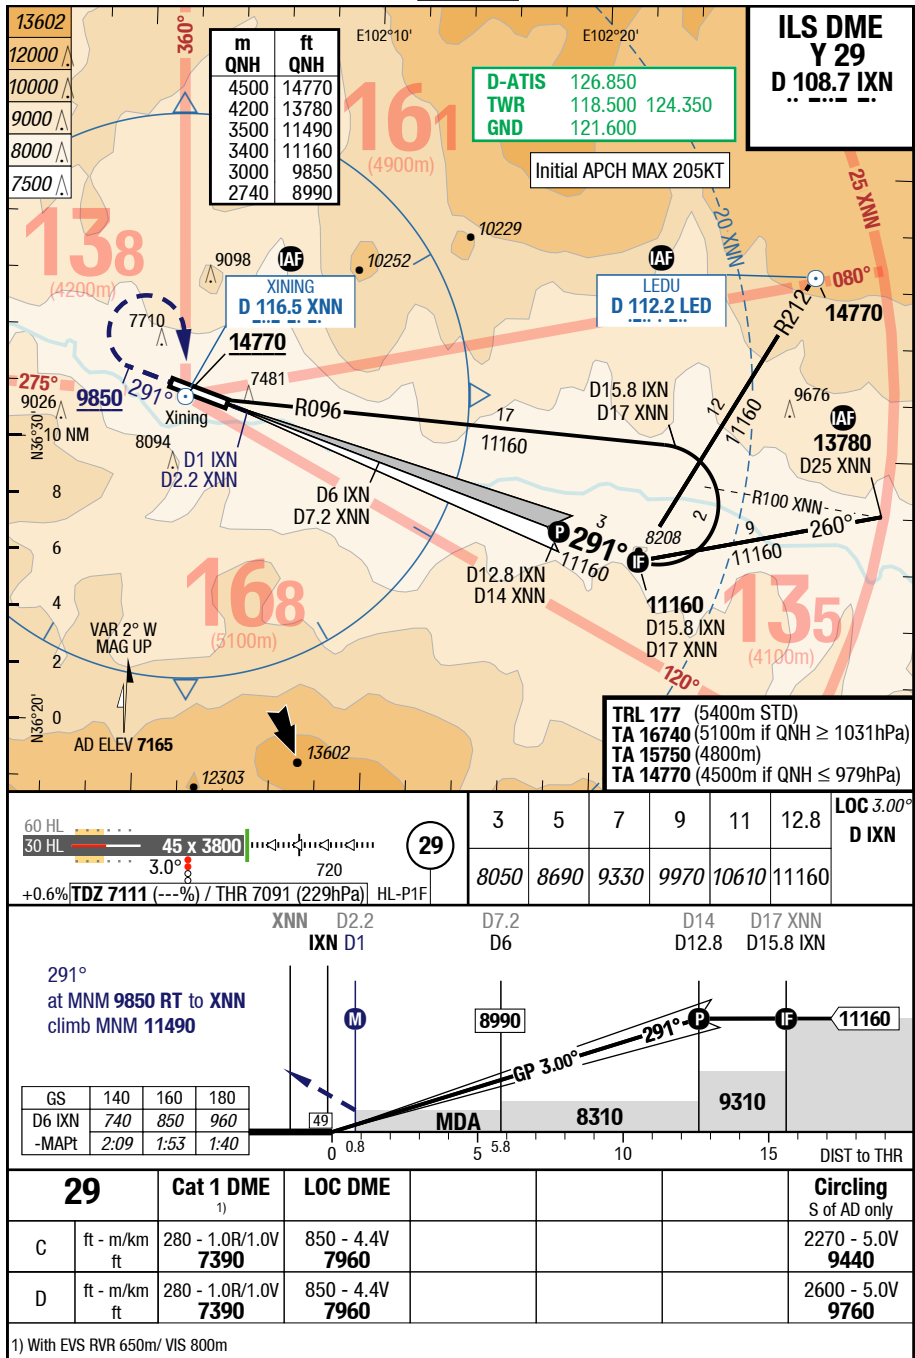 13602
12000
10000
9000
8000
7500
360°
m ft
QNH QNH
4500 14770
4200 13780
3500 11490
3400 11160
3000 9850
2740 8990
E102°10'
E102°20'
D-ATIS 126.850
TWR 118.500 124.350
GND 121.600
Initial APCH MAX 205KT
ILS DME
Y 29
D 108.7 IXN
161
(4900m)
138
(4200m)
25 XNN
20 XNN
10229
10252
9098
IAF
XINING
D 116.5 XNN
14770
IAF
LEDU
D 112.2 LED
080°
14770
R212
7710
7481
275°
9850
291°
Xining
9026
N36°30'
10 NM
8094
D1 IXN
D2.2 XNN
R096
17
11160
D15.8 IXN
D17 XNN
12
11160
9676
IAF
13780
D25 XNN
D6 IXN
D7.2 XNN
R100 XNN
8
6
4
2
0
P
3
291°
11160
8208
2
IF
9
11160
260°
D12.8 IXN
D14 XNN
11160
D15.8 IXN
D17 XNN
168
(5100m)
135
(4100m)
120°
VAR 2° W
MAG UP
N36°20'
AD ELEV 7165
13602
12303
TRL 177 (5400m STD)
TA 16740 (5100m if QNH ≥ 1031hPa)
TA 15750 (4800m)
TA 14770 (4500m if QNH ≤ 979hPa)
60 HL
30 HL
45 x 3800
3.0°
720
29
+0.6% TDZ 7111 (---%) / THR 7091 (229hPa) HL-P1F
3 5 7 9 11 12.8 LOC 3.00°
D IXN
8050 8690 9330 9970 10610 11160
XNN D2.2 D7.2 D14 D17 XNN
IXN D1 D6 D12.8 D15.8 IXN
291°
at MNM 9850 RT to XNN
climb MNM 11490
M
8990
GP 3.00°
291°
P
IF
11160
GS 140 160 180
D6 IXN 740 850 960
-MAPt 2:09 1:53 1:40
49
MDA
8310
9310
0 0.8 5 5.8 10 15 DIST to THR
29 Cat 1 DME LOC DME Circling
1) S of AD only
C ft - m/km 280 - 1.0R/1.0V 850 - 4.4V 2270 - 5.0V
ft 7390 7960 9440
D ft - m/km 280 - 1.0R/1.0V 850 - 4.4V 2600 - 5.0V
ft 7390 7960 9760
1) With EVS RVR 650m/ VIS 800m